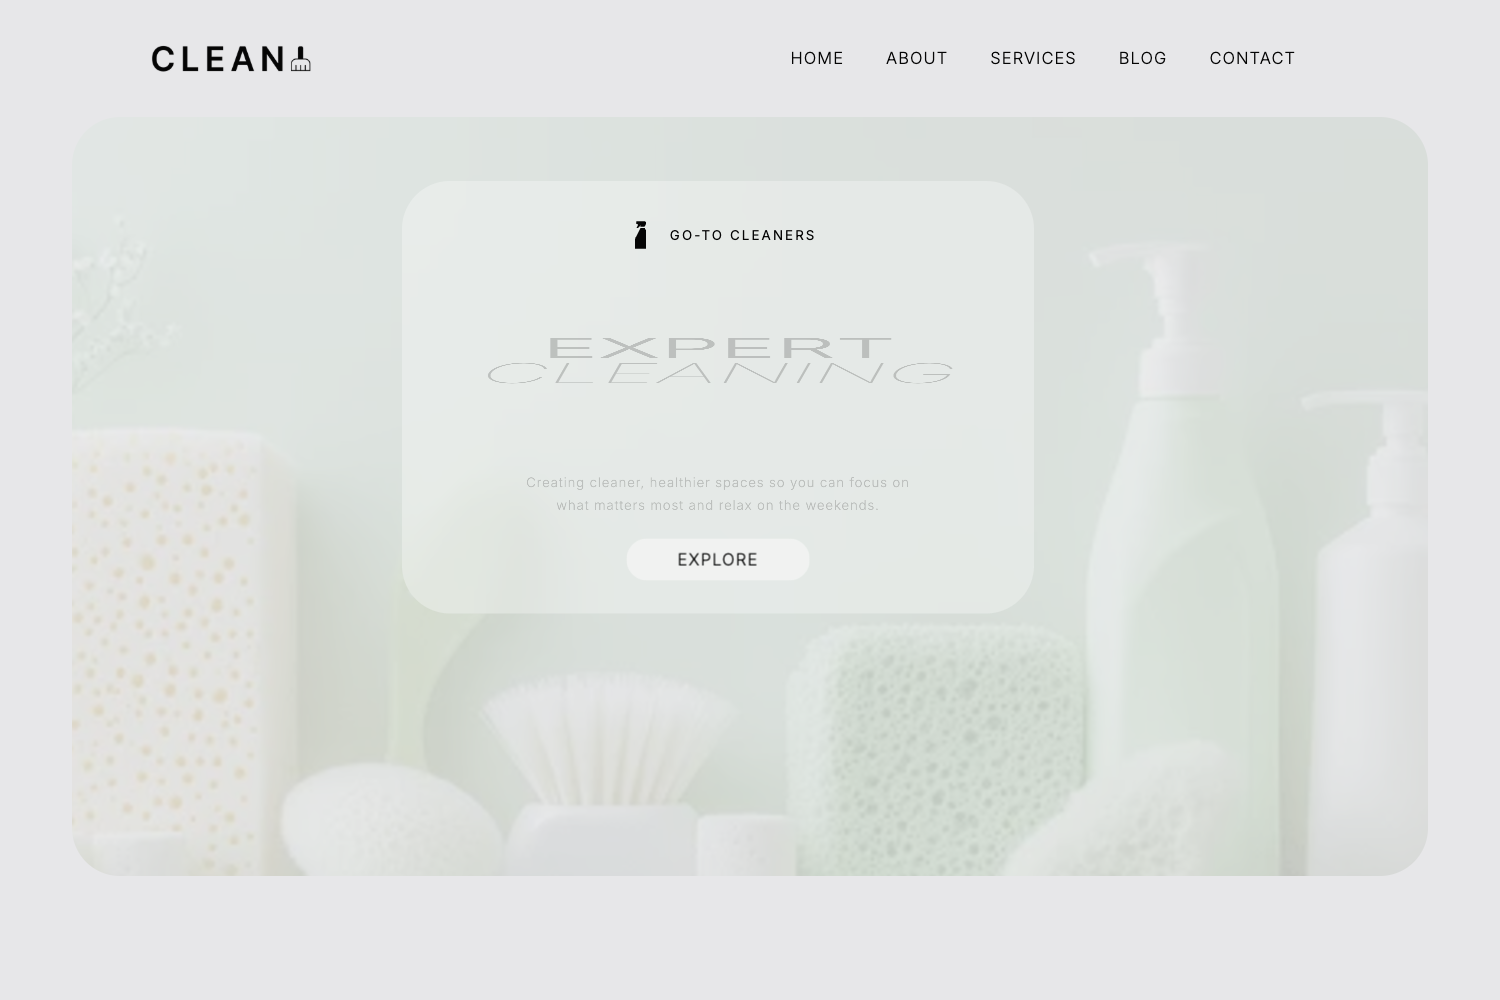 CLEAN
HOME ABOUT SERVICES BLOG CONTACT
GO-TO CLEANERS
EXPERT
CLEANING
Creating cleaner, healthier spaces so you can focus on
what matters most and relax on the weekends.
EXPLORE